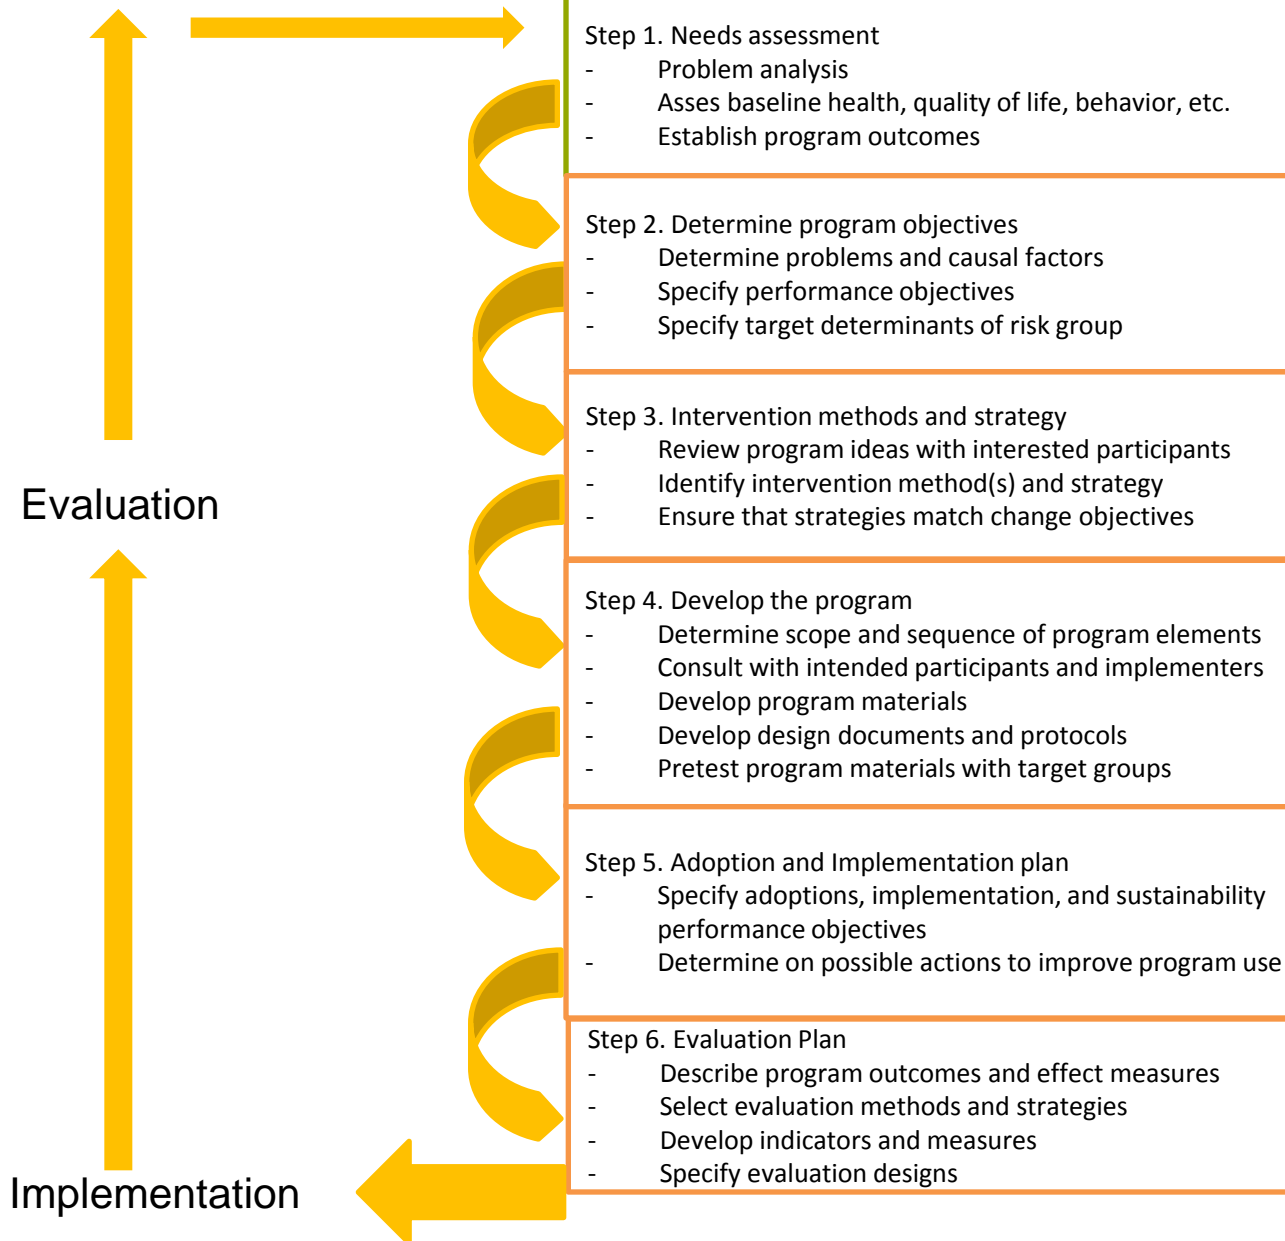 Step 1. Needs assessment
- Problem analysis
- Asses baseline health, quality of life, behavior, etc.
- Establish program outcomes
Step 2. Determine program objectives
- Determine problems and causal factors
- Specify performance objectives
- Specify target determinants of risk group
Step 3. Intervention methods and strategy
- Review program ideas with interested participants
- Identify intervention method(s) and strategy
- Ensure that strategies match change objectives
Evaluation
Step 4. Develop the program
- Determine scope and sequence of program elements
- Consult with intended participants and implementers
- Develop program materials
- Develop design documents and protocols
- Pretest program materials with target groups
Step 5. Adoption and Implementation plan
- Specify adoptions, implementation, and sustainability
performance objectives
- Determine on possible actions to improve program use
Step 6. Evaluation Plan
- Describe program outcomes and effect measures
- Select evaluation methods and strategies
- Develop indicators and measures
- Specify evaluation designs
Implementation